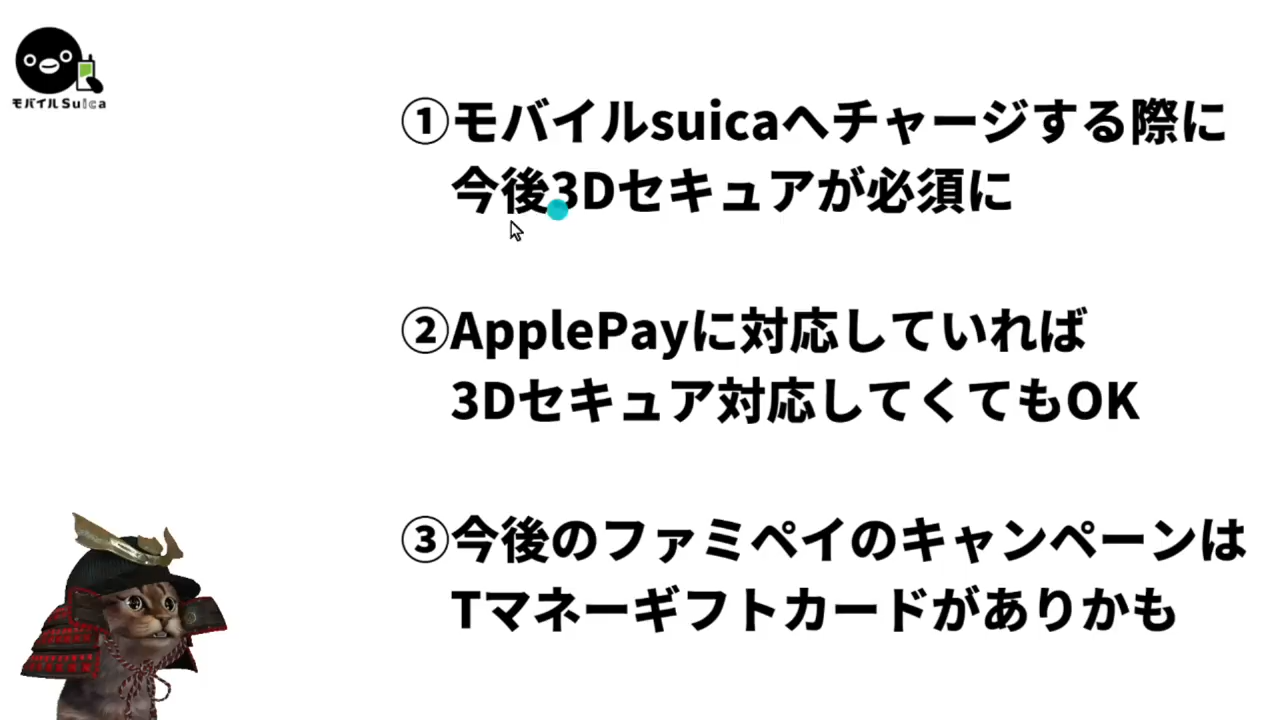 モバイルSuica
①モバイルsuicaへチャージする際に
今後3Dセキュアが必須に
②ApplePayに対応していれば
3Dセキュア対応してくてもOK
③今後のファミペイのキャンペーンは
Tマネーギフトカードがありかも